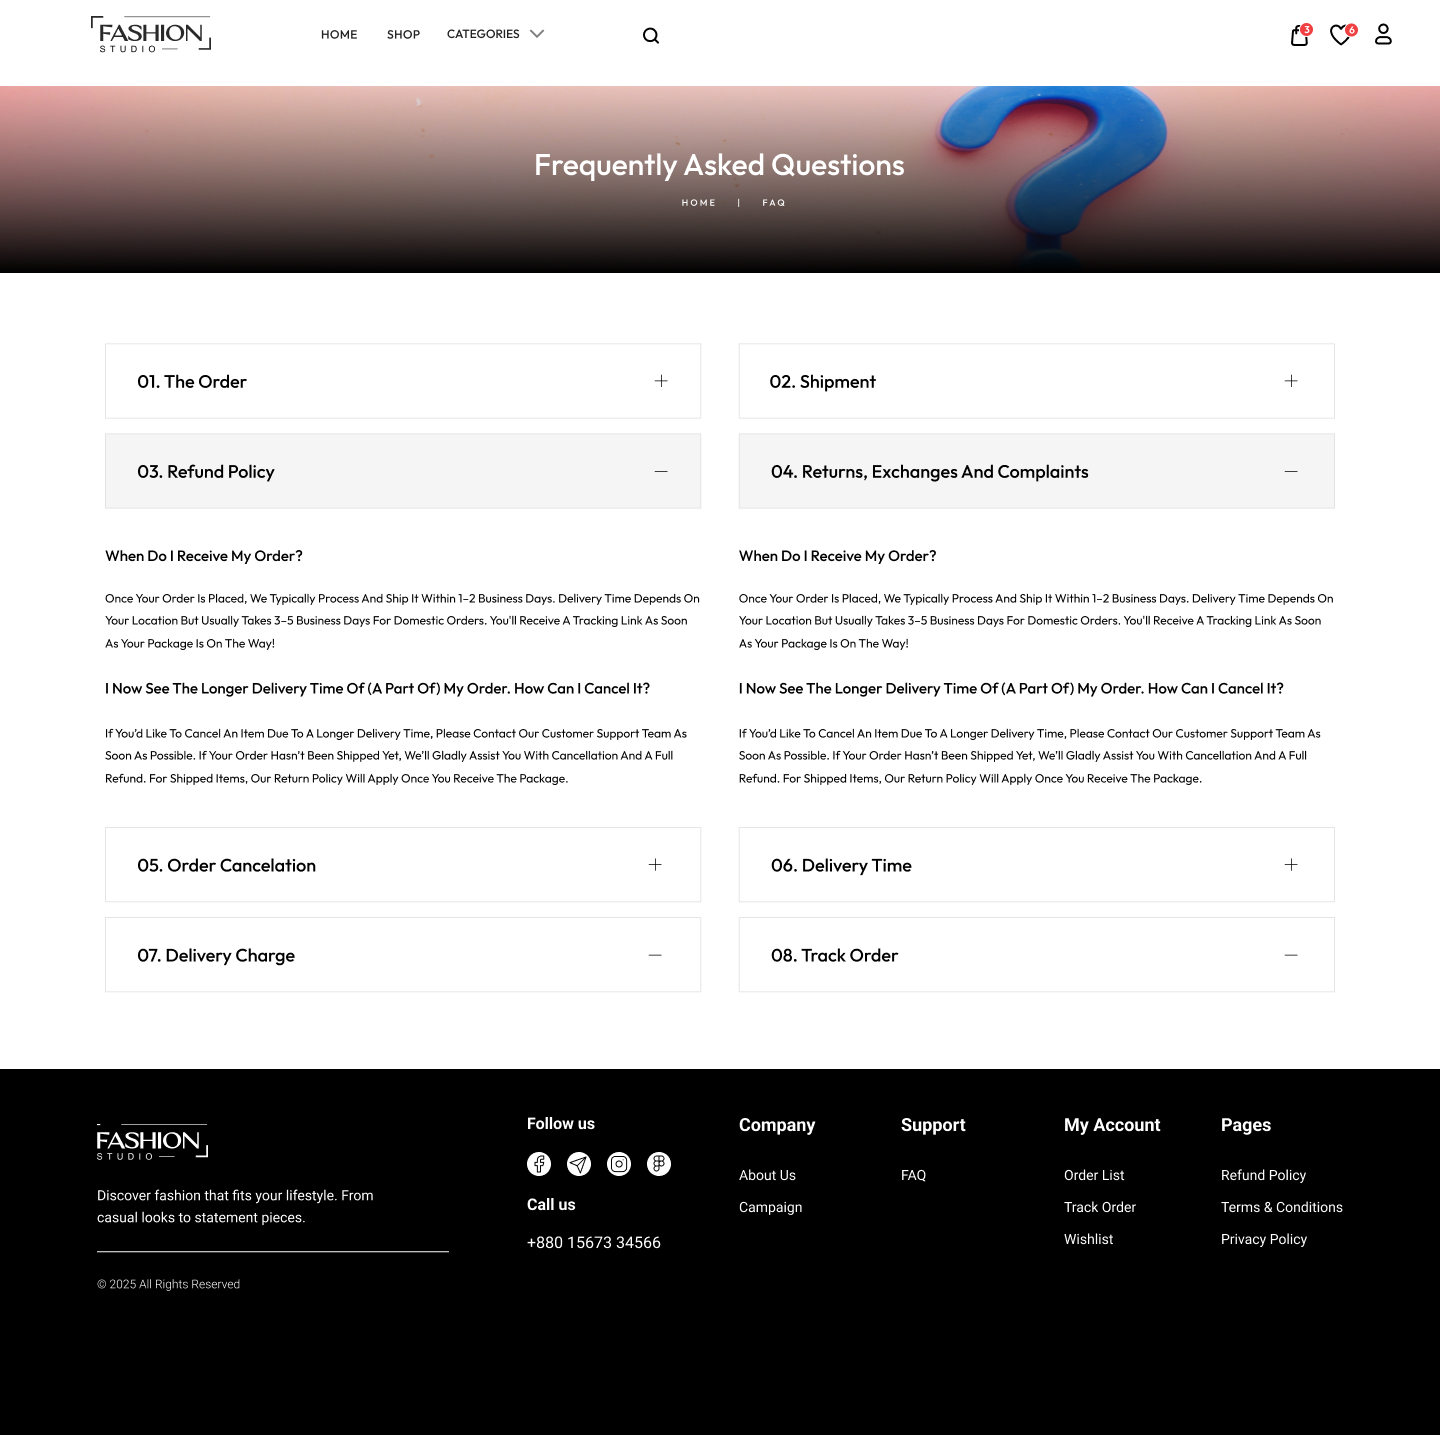 FASHION
STUDIO
HOME
SHOP
CATEGORIES
3
6
Frequently Asked Questions
HOME | FAQ
01. The Order
02. Shipment
03. Refund Policy
04. Returns, Exchanges And Complaints
When Do I Receive My Order?
Once Your Order Is Placed, We Typically Process And Ship It Within 1–2 Business Days. Delivery Time Depends On
Your Location But Usually Takes 3–5 Business Days For Domestic Orders. You'll Receive A Tracking Link As Soon
As Your Package Is On The Way!
I Now See The Longer Delivery Time Of (A Part Of) My Order. How Can I Cancel It?
If You'd Like To Cancel An Item Due To A Longer Delivery Time, Please Contact Our Customer Support Team As
Soon As Possible. If Your Order Hasn't Been Shipped Yet, We'll Gladly Assist You With Cancellation And A Full
Refund. For Shipped Items, Our Return Policy Will Apply Once You Receive The Package.
When Do I Receive My Order?
Once Your Order Is Placed, We Typically Process And Ship It Within 1–2 Business Days. Delivery Time Depends On
Your Location But Usually Takes 3–5 Business Days For Domestic Orders. You'll Receive A Tracking Link As Soon
As Your Package Is On The Way!
I Now See The Longer Delivery Time Of (A Part Of) My Order. How Can I Cancel It?
If You'd Like To Cancel An Item Due To A Longer Delivery Time, Please Contact Our Customer Support Team As
Soon As Possible. If Your Order Hasn't Been Shipped Yet, We'll Gladly Assist You With Cancellation And A Full
Refund. For Shipped Items, Our Return Policy Will Apply Once You Receive The Package.
05. Order Cancelation
06. Delivery Time
07. Delivery Charge
08. Track Order
FASHION
STUDIO
Discover fashion that fits your lifestyle. From
casual looks to statement pieces.
© 2025 All Rights Reserved
Follow us
Call us
+880 15673 34566
Company
About Us
Campaign
Support
FAQ
My Account
Order List
Track Order
Wishlist
Pages
Refund Policy
Terms & Conditions
Privacy Policy